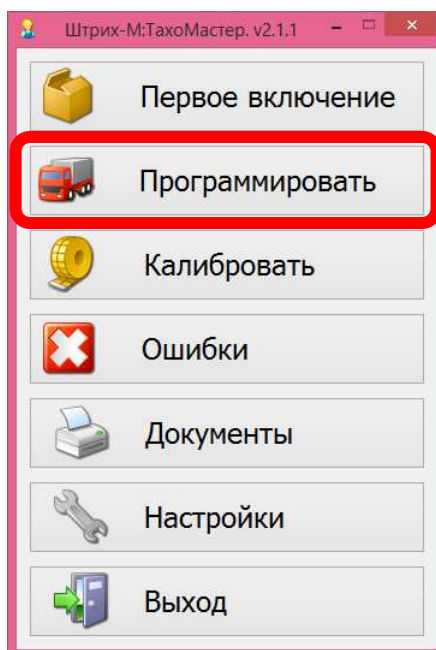 Штрих-М:ТахоМастер. v2.1.1
Первое включение
Программировать
Калибровать
Ошибки
Документы
Настройки
Выход